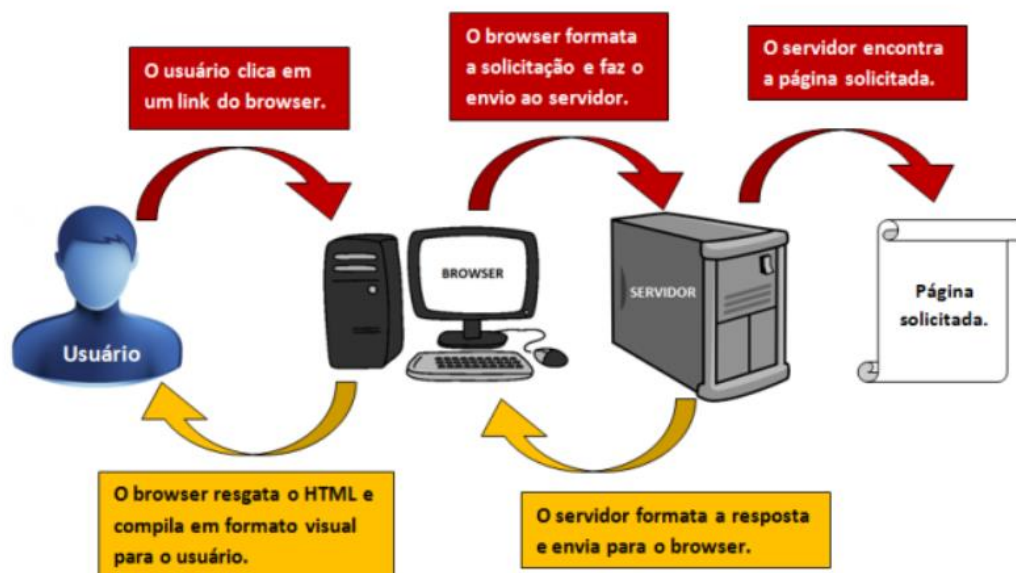 O usuário clica em
um link do browser.
O browser formata
a solicitação e faz o
envio ao servidor.
O servidor encontra
a página solicitada.
Usuário
BROWSER
SERVIDOR
Página
solicitada.
O browser resgata o HTML e
compila em formato visual
para o usuário.
O servidor formata a resposta
e envia para o browser.